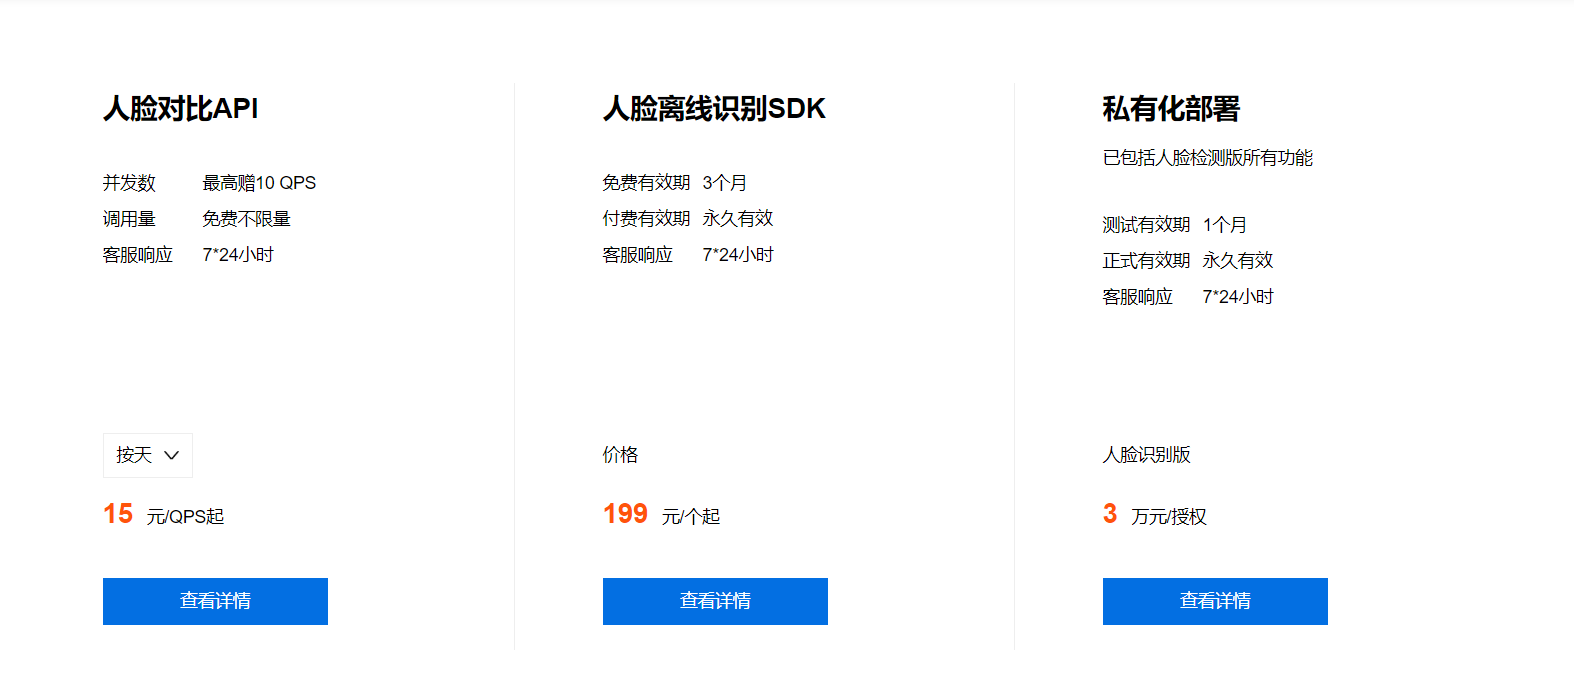 人脸对比API
并发数 最高赠10 QPS
调用量 免费不限量
客服响应 7*24小时
按天
15 元/QPS起
查看详情
人脸离线识别SDK
免费有效期 3个月
付费有效期 永久有效
客服响应 7*24小时
价格
199 元/个起
查看详情
私有化部署
已包括人脸检测版所有功能
测试有效期 1个月
正式有效期 永久有效
客服响应 7*24小时
人脸识别版
3 万元/授权
查看详情